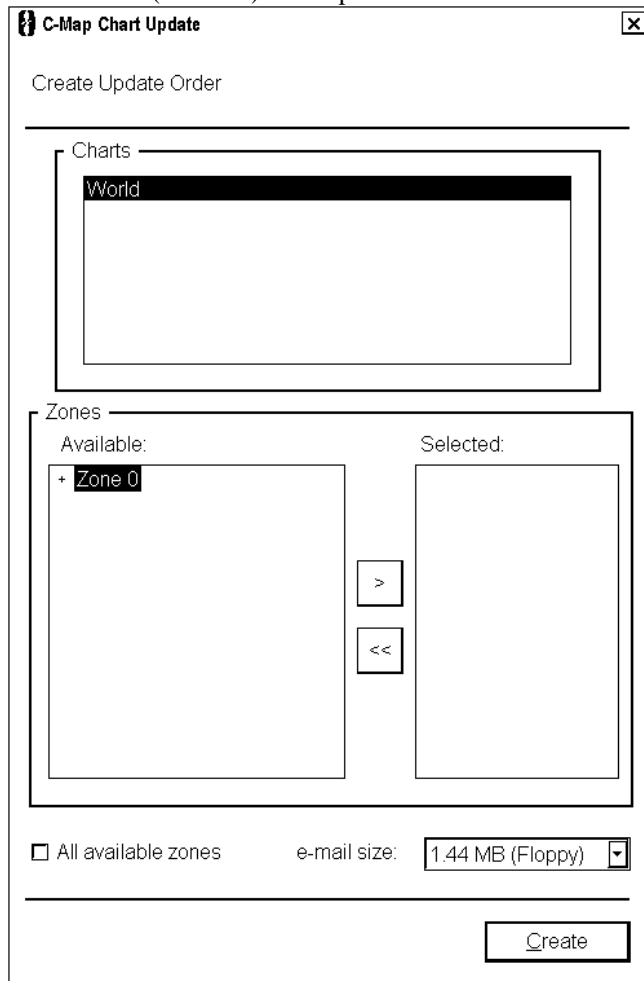 C-Map Chart Update
Create Update Order
Charts
World
Zones
Available: Selected:
+ Zone 0
>
<<
All available zones e-mail size: 1.44 MB (Floppy)
Create